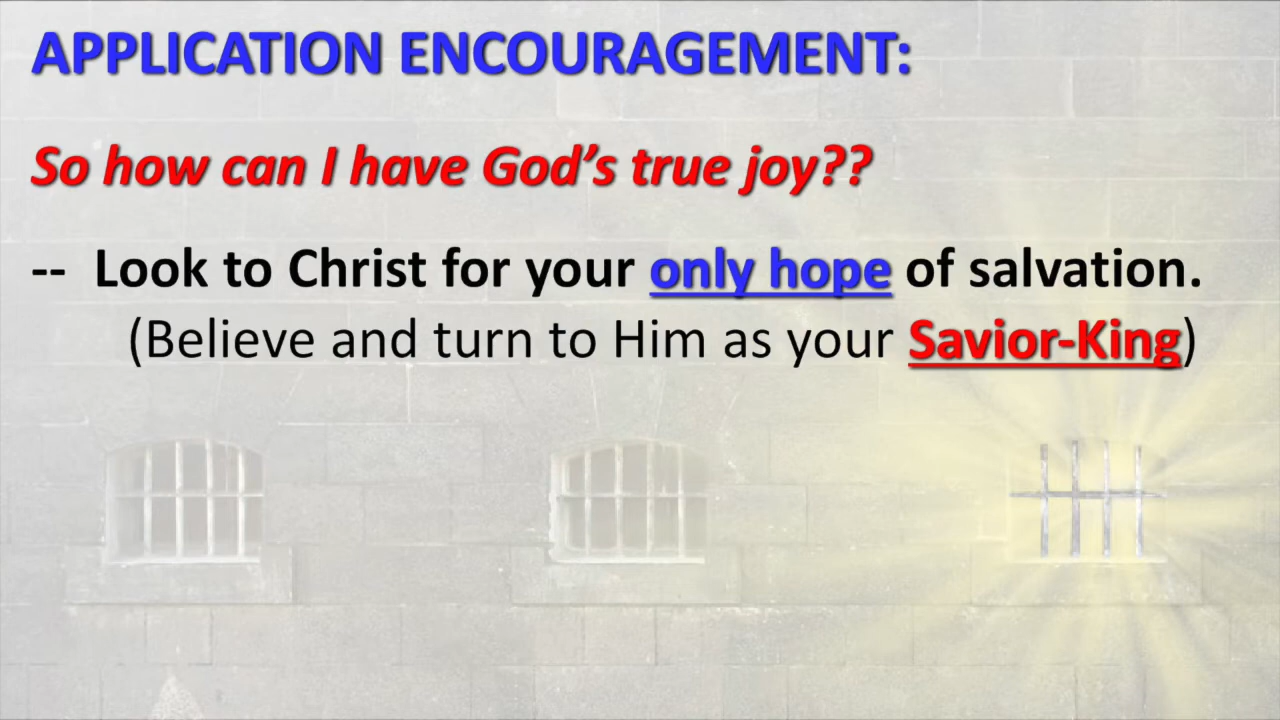 APPLICATION ENCOURAGEMENT:
So how can I have God’s true joy??
-- Look to Christ for your only hope of salvation.
(Believe and turn to Him as your Savior-King)